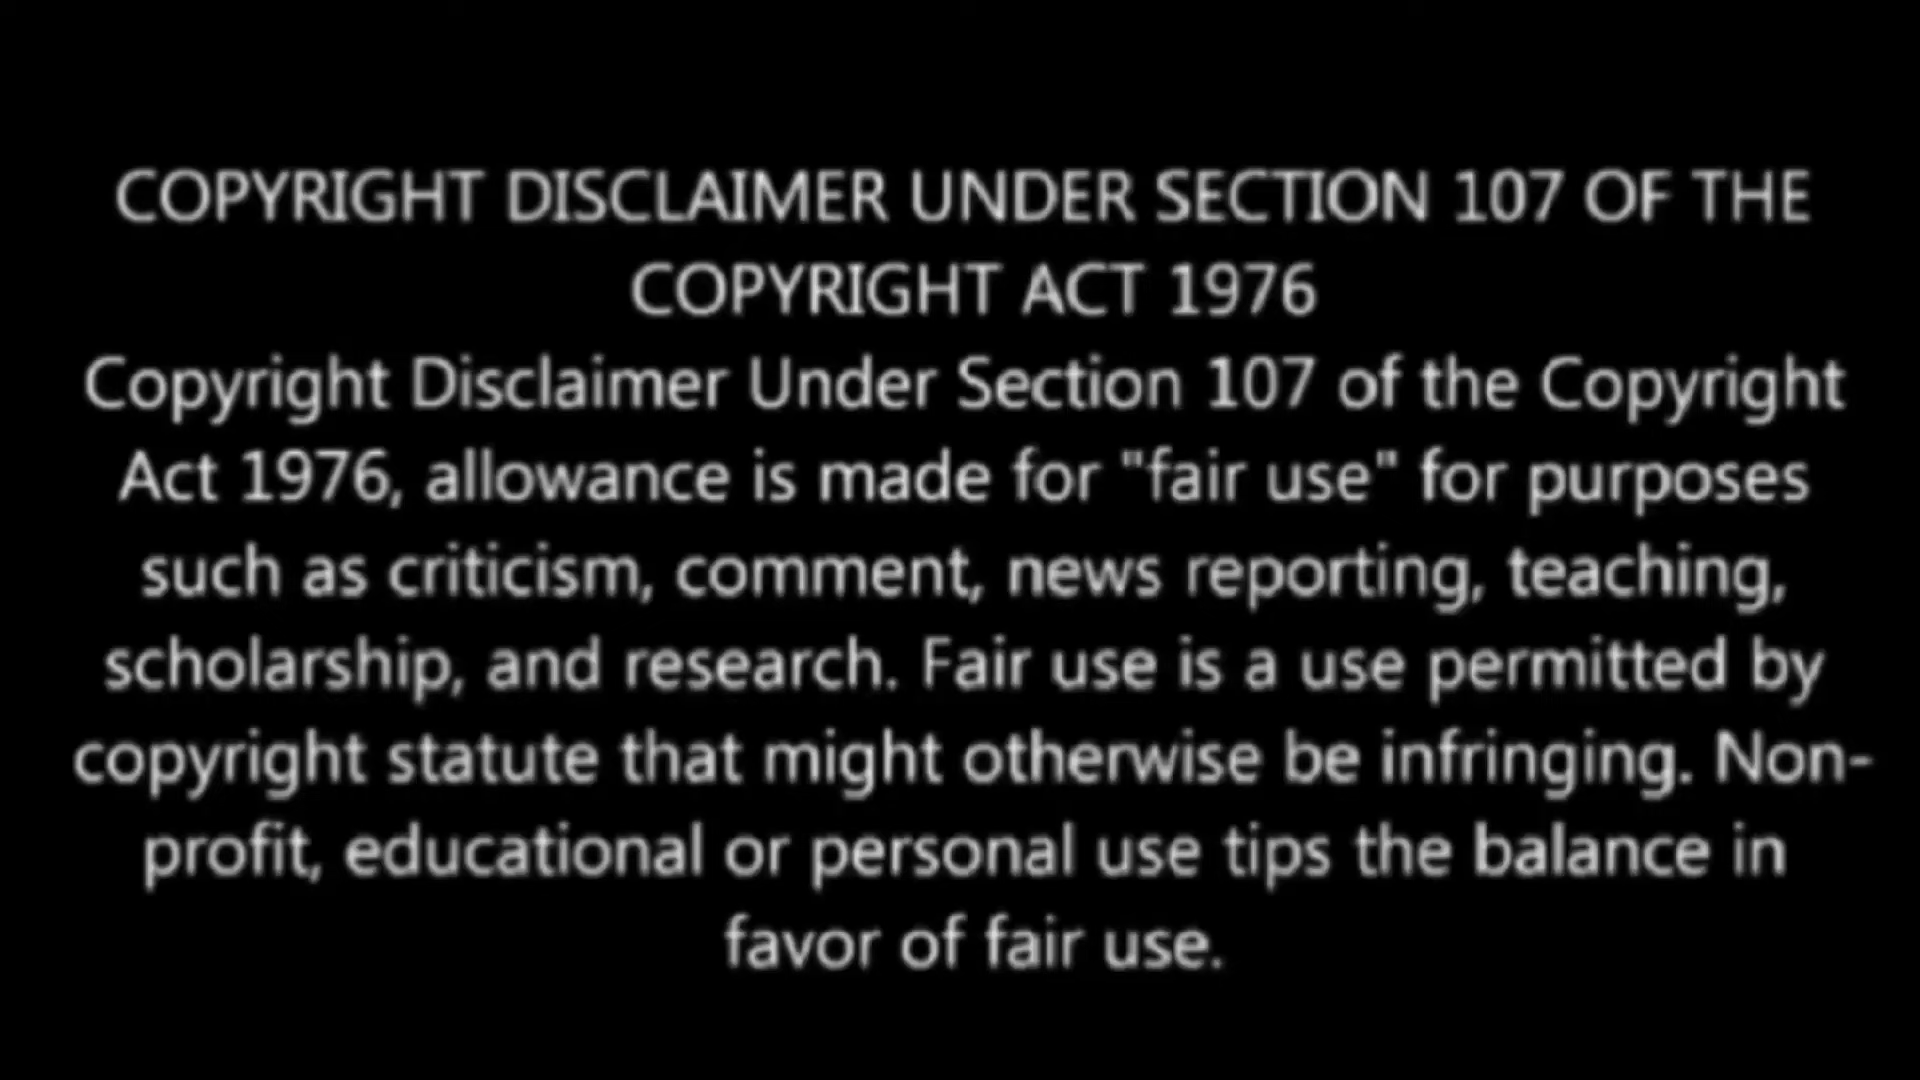 COPYRIGHT DISCLAIMER UNDER SECTION 107 OF THE
COPYRIGHT ACT 1976
Copyright Disclaimer Under Section 107 of the Copyright
Act 1976, allowance is made for "fair use" for purposes
such as criticism, comment, news reporting, teaching,
scholarship, and research. Fair use is a use permitted by
copyright statute that might otherwise be infringing. Non-
profit, educational or personal use tips the balance in
favor of fair use.